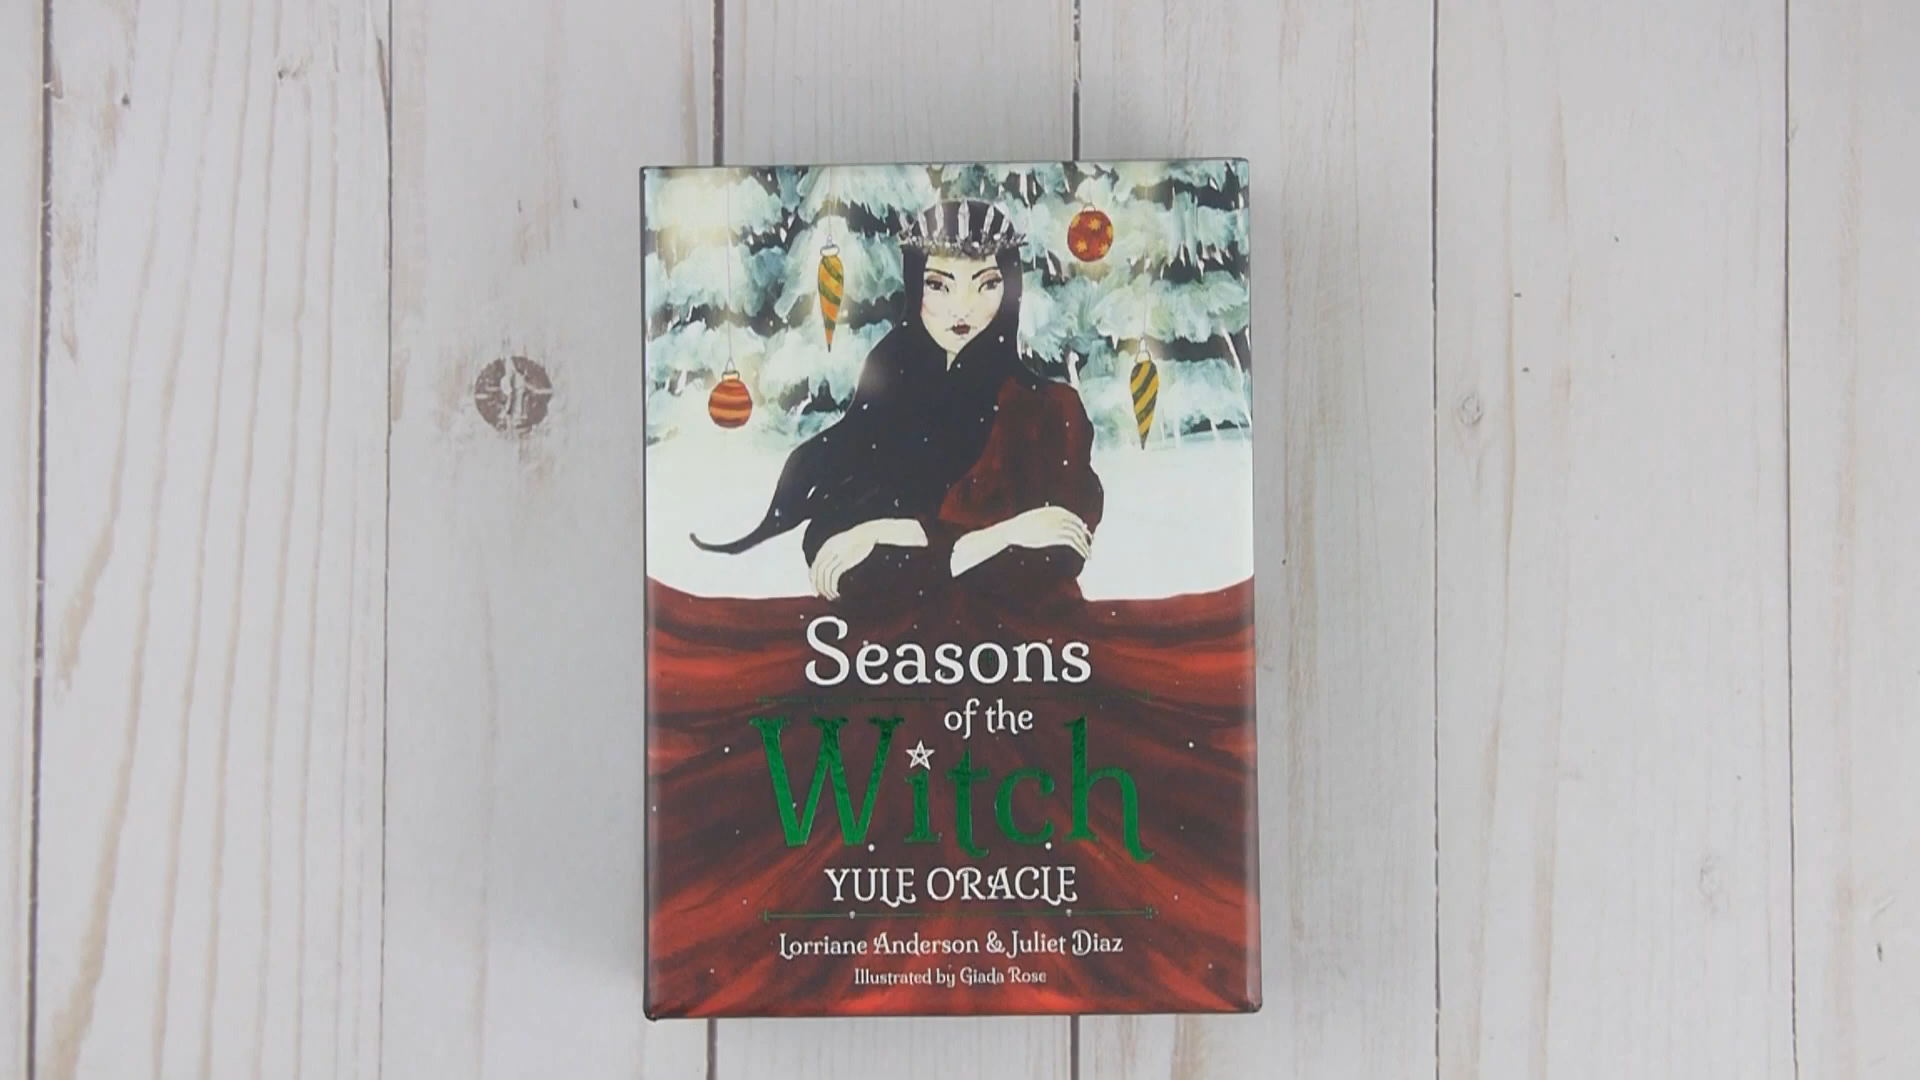 Seasons
of the
Witch
YULE ORACLE
Lorriane Anderson & Juliet Diaz
Illustrated by Giada Rose